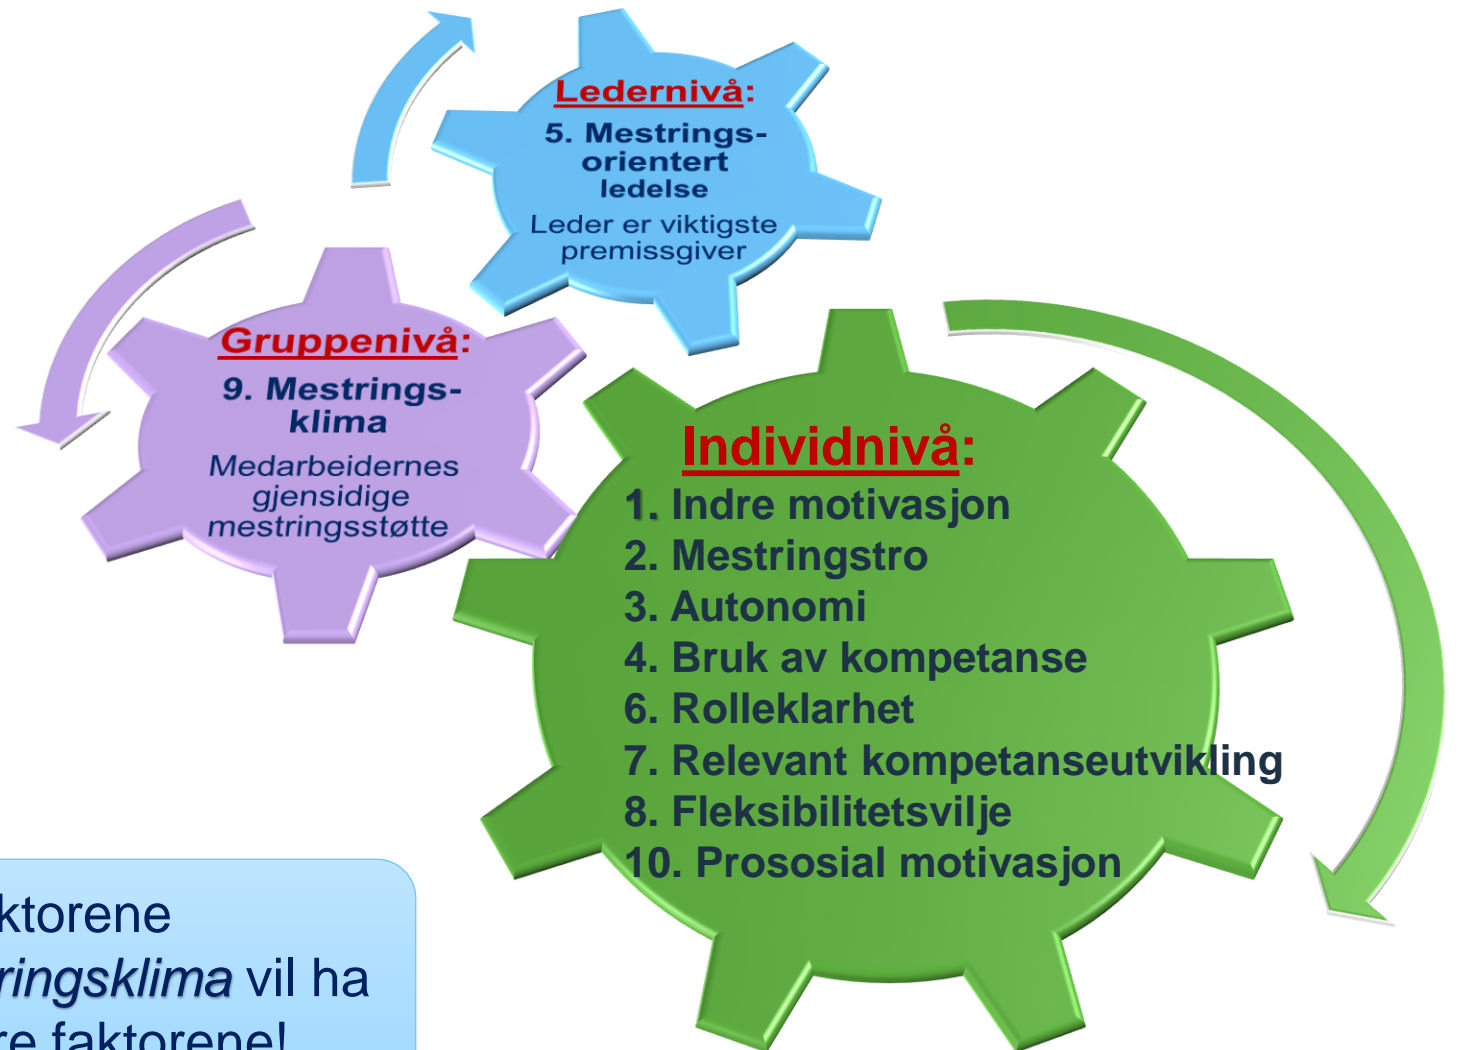 Ledernivå:
5. Mestrings-
orientert
ledelse
Leder er viktigste
premissgiver
Gruppenivå:
9. Mestrings-
klima
Medarbeidernes
gjensidige
mestringsstøtte
Individnivå:
1. Indre motivasjon
2. Mestringstro
3. Autonomi
4. Bruk av kompetanse
6. Rolleklarhet
7. Relevant kompetanseutvikling
8. Fleksibilitetsvilje
10. Prososial motivasjon
ktorene
ringsklima vil ha
re faktorene!